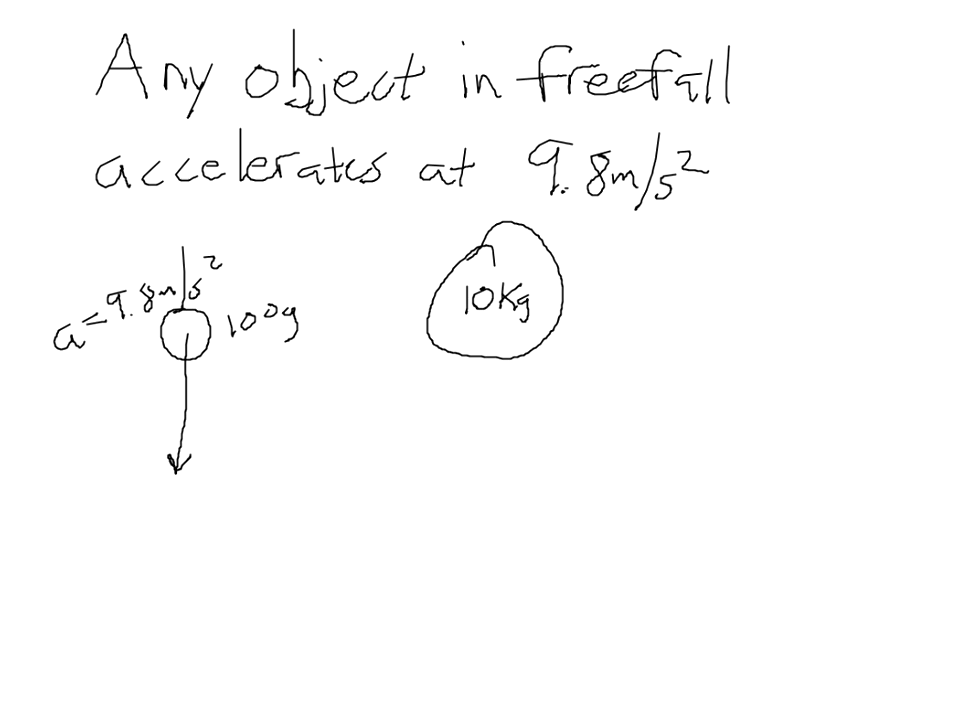 Any object in freefall
accelerates at 9.8m/s²
a=9.8m/s²
100g
10Kg